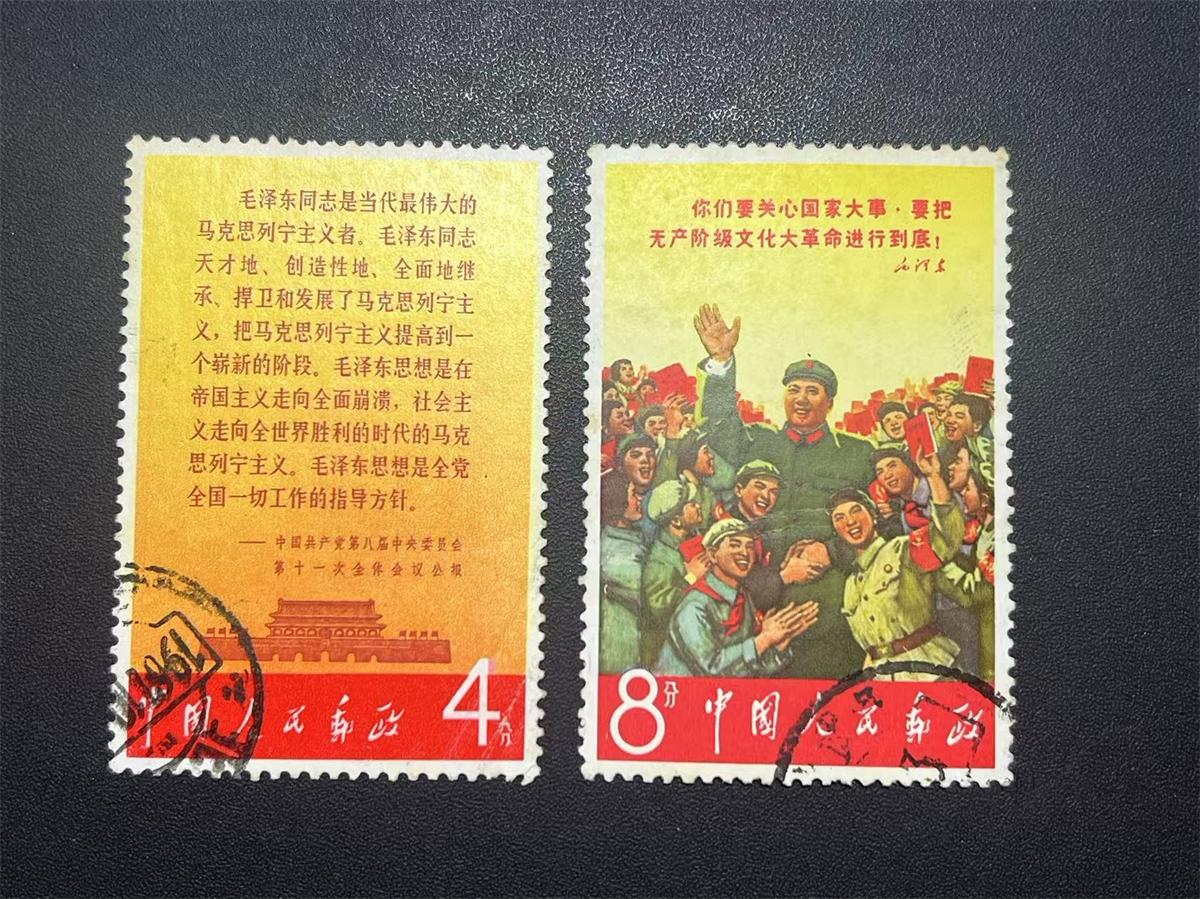 毛泽东同志是当代最伟大的
马克思列宁主义者。毛泽东同志
天才地、创造性地、全面地继
承、捍卫和发展了马克思列宁主
义，把马克思列宁主义提高到一
个崭新的阶段。毛泽东思想是在
帝国主义走向全面崩溃，社会主
义走向全世界胜利的时代的马克
思列宁主义。毛泽东思想是全党
全国一切工作的指导方针。
——中国共产党第八届中央委员会
第十一次全体会议公报
中国人民邮政
4分
你们要关心国家大事，要把
无产阶级文化大革命进行到底！
毛泽东
8分
中國人民郵政